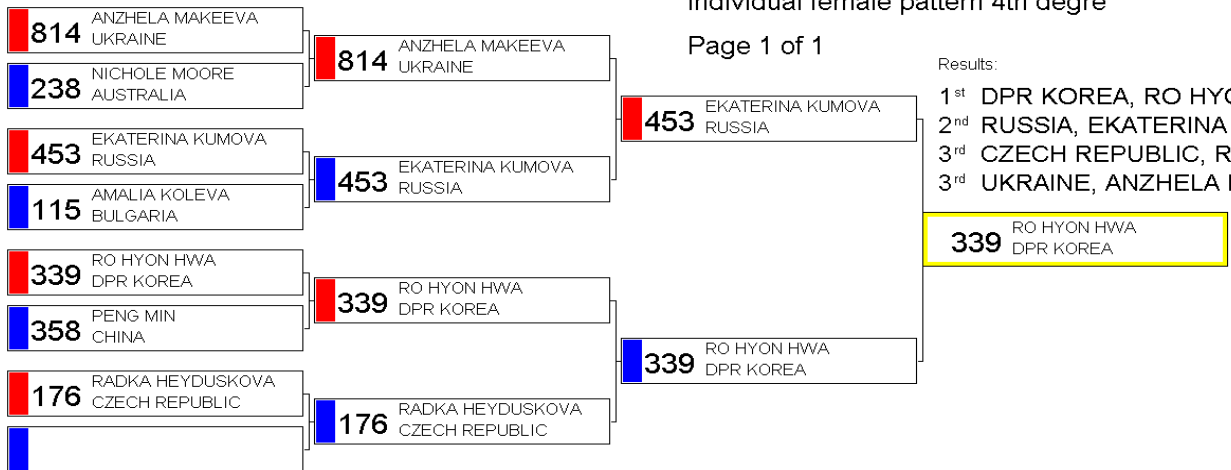 814 ANZHELA MAKEEVA
UKRAINE
238 NICHOLE MOORE
AUSTRALIA
453 EKATERINA KUMOVA
RUSSIA
115 AMALIA KOLEVA
BULGARIA
339 RO HYON HWA
DPR KOREA
358 PENG MIN
CHINA
176 RADKA HEYDUSKOVA
CZECH REPUBLIC
814 ANZHELA MAKEEVA
UKRAINE
453 EKATERINA KUMOVA
RUSSIA
339 RO HYON HWA
DPR KOREA
176 RADKA HEYDUSKOVA
CZECH REPUBLIC
453 EKATERINA KUMOVA
RUSSIA
339 RO HYON HWA
DPR KOREA
individual female pattern 4th degre
Page 1 of 1
Results:
1st DPR KOREA, RO
2nd RUSSIA, EKATERINA
3rd CZECH REPUBLIC,
3rd UKRAINE, ANZHELA
339 RO HYON HWA
DPR KOREA